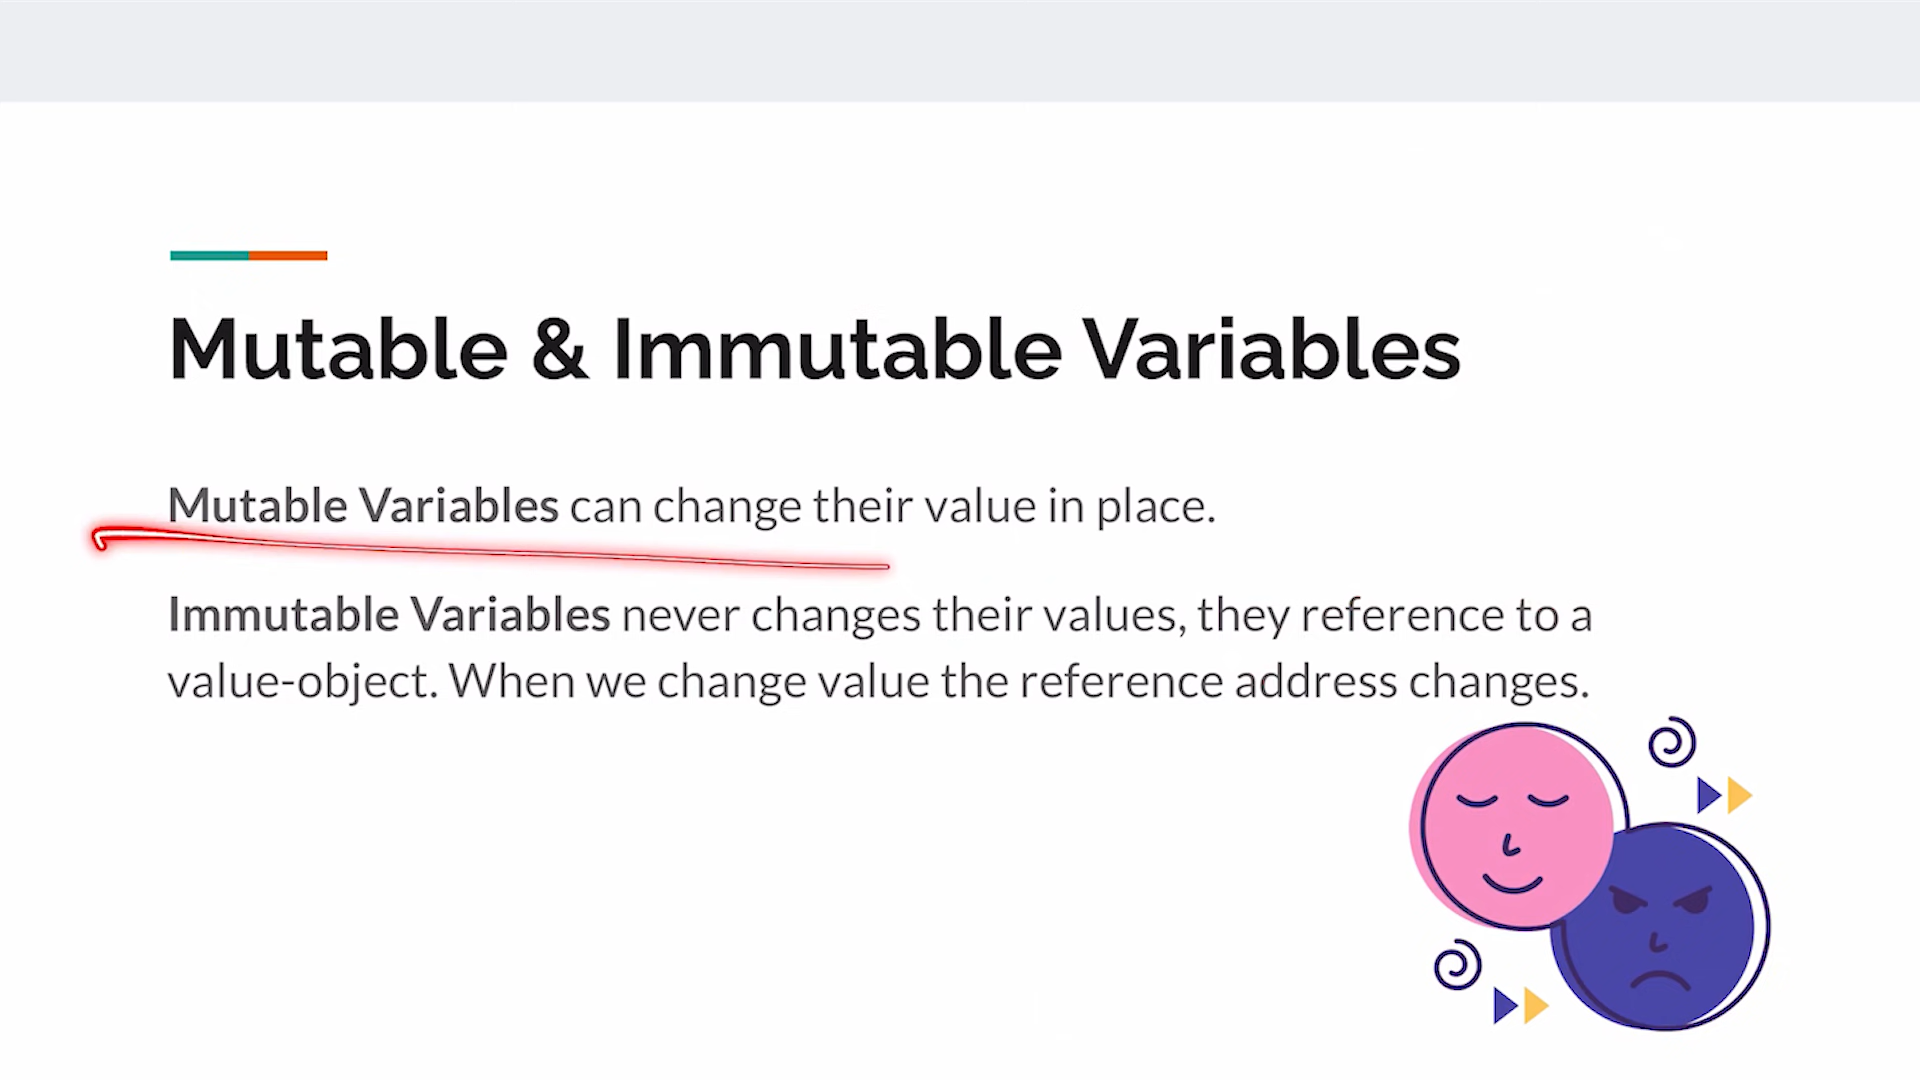 Mutable & Immutable Variables
Mutable Variables can change their value in place.
Immutable Variables never changes their values, they reference to a
value-object. When we change value the reference address changes.